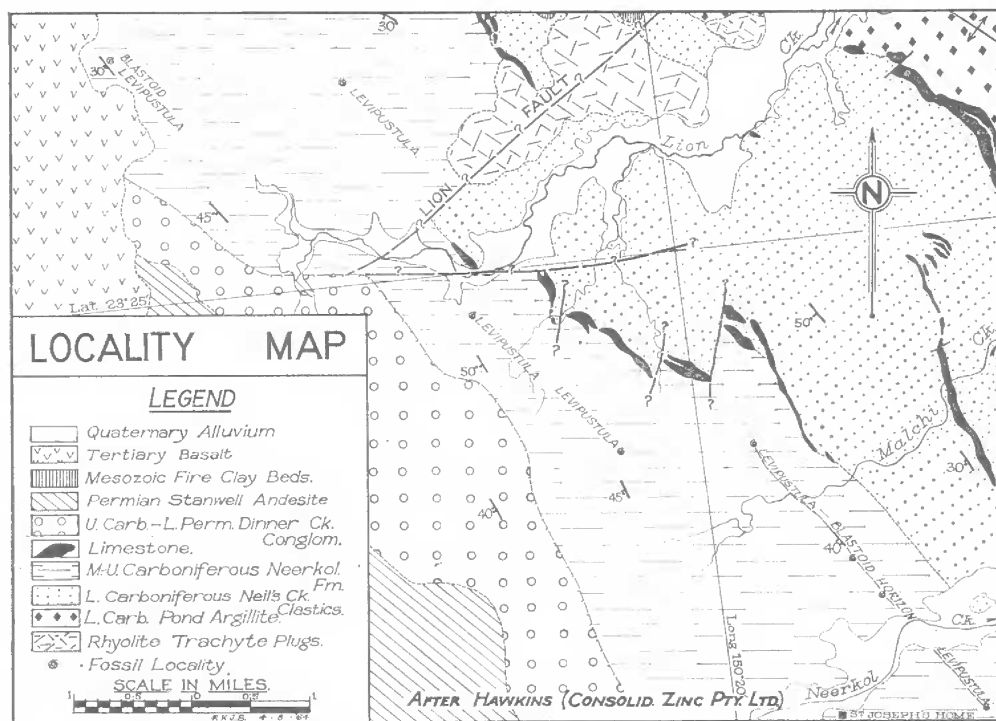 30
Ck
A
30
BLASTOID
LEVIPUSTULA
LEVIPUSTULA
LION FAULT
?
?
?
?
Lion
N
45
?
?
?
?
?
Lat. 23°25'
LEVIPUSTULA
50
?
?
?
?
?
50
LEVIPUSTULA
Malchi Ck
30
45
40
LEVIPUSTULA - BLASTOID HORIZON
40
Long 150°20'
Neerkol Ck
LEVIPUSTULA
ST JOSEPH'S HOME
LOCALITY MAP
LEGEND
Quaternary Alluvium
Tertiary Basalt
Mesozoic Fire Clay Beds.
Permian Stanwell Andesite
U. Carb.-L. Perm. Dinner Ck.
Conglom.
Limestone.
M-U. Carboniferous Neerkol.
Fm.
L. Carboniferous Neil's Ck.
Clastics.
L. Carb. Pond Argillite.
Rhyolite Trachyte Plugs.
Fossil Locality.
SCALE IN MILES.
1 0·5 0 0·5 1
AFTER HAWKINS (CONSOLID. ZINC PTY. LTD.)